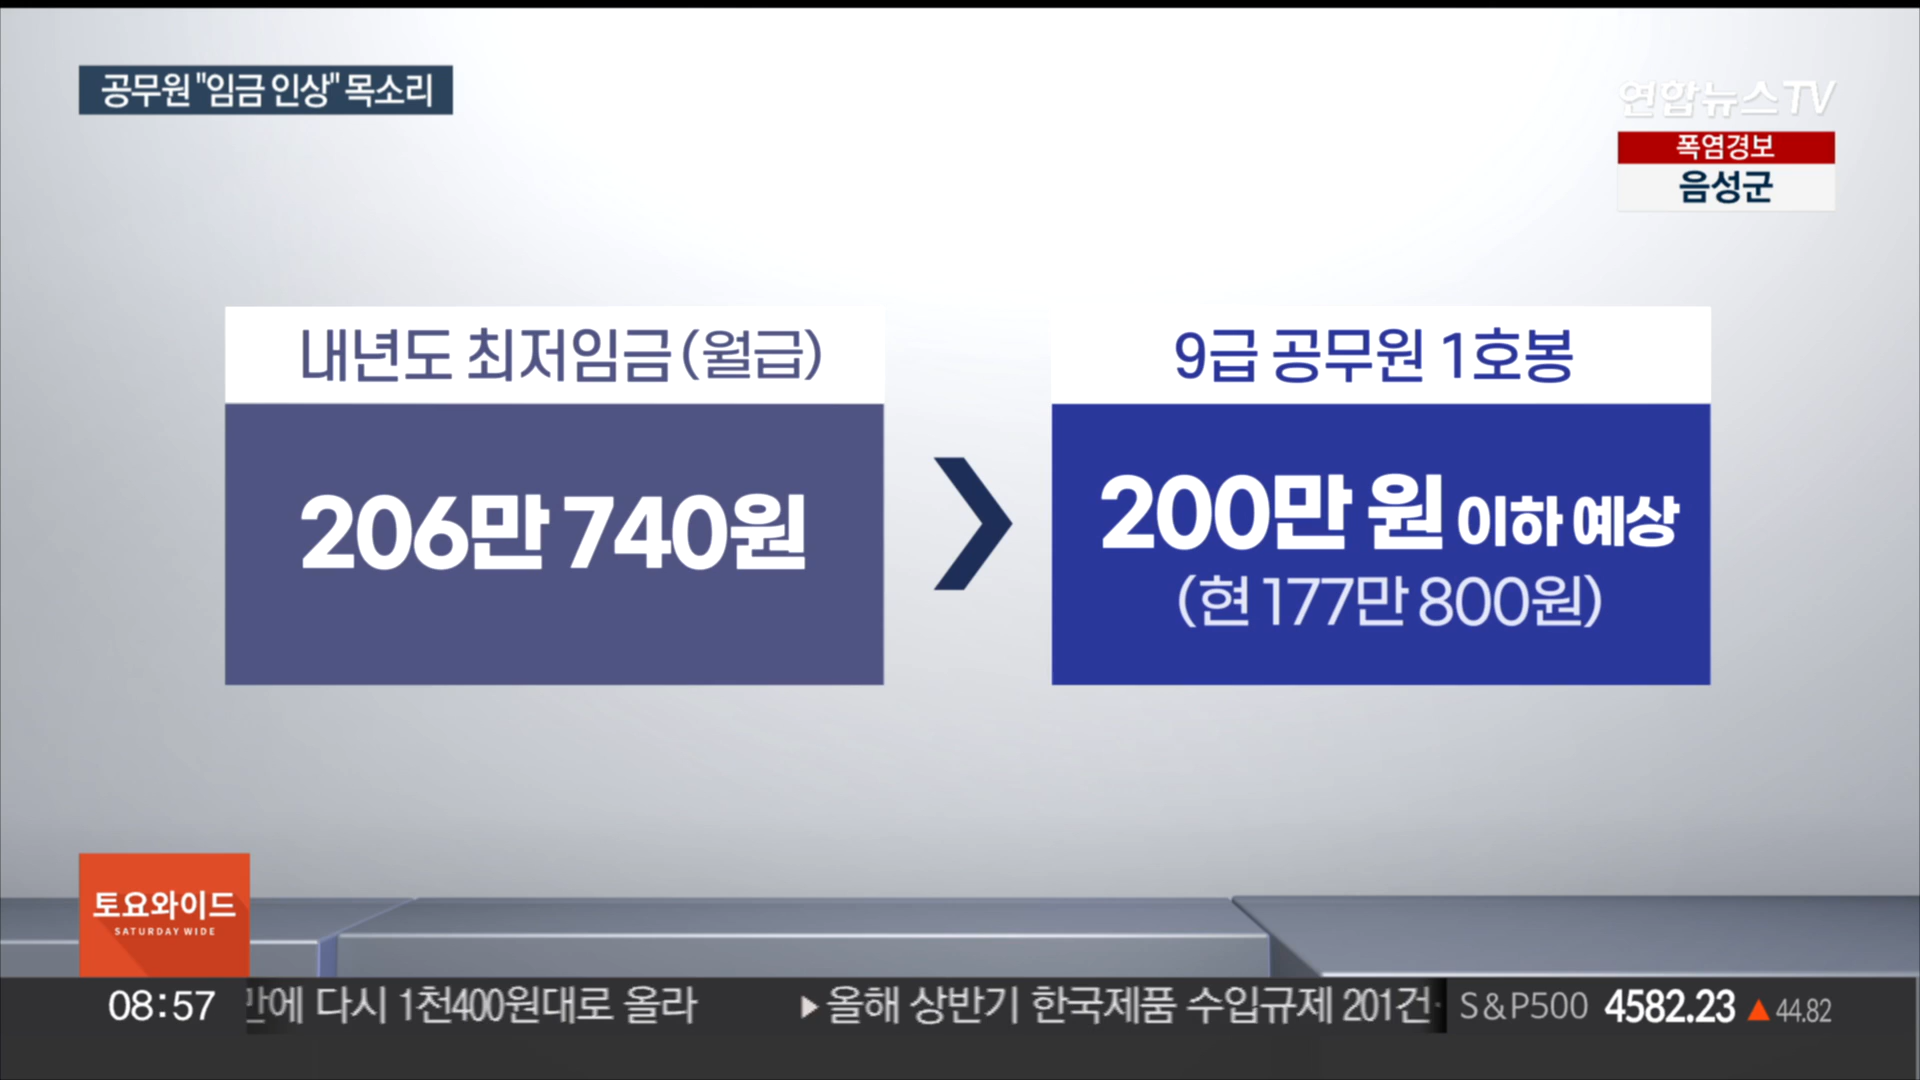 공무원 "임금 인상" 목소리
연합뉴스TV
폭염경보
음성군
내년도 최저임금(월급)
206만 740원
9급 공무원 1호봉
200만 원 이하 예상
(현 177만 800원)
토요와이드
SATURDAY WIDE
08:57
만에 다시 1천400원대로 올라 ▶올해 상반기 한국제품 수입규제 201건
S&P500 4582.23 ▲44.82